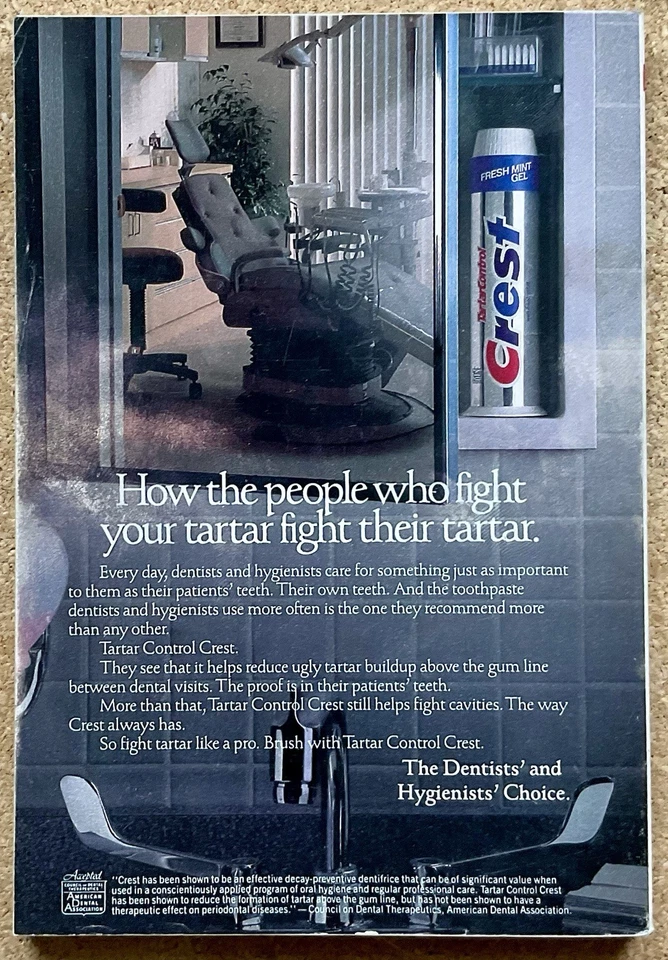 FRESH MINT
GEL
Tartar Control
Crest
How the people who fight
your tartar fight their tartar.
Every day, dentists and hygienists care for something just as important
to them as their patients' teeth. Their own teeth. And the toothpaste
dentists and hygienists use more often is the one they recommend more
than any other.
Tartar Control Crest.
They see that it helps reduce ugly tartar buildup above the gum line
between dental visits. The proof is in their patients' teeth.
More than that, Tartar Control Crest still helps fight cavities. The way
Crest always has.
So fight tartar like a pro. Brush with Tartar Control Crest.
The Dentists' and
Hygienists' Choice.
Accepted
COUNCIL ON DENTAL
THERAPEUTICS
AMERICAN
DENTAL
ASSOCIATION
"Crest has been shown to be an effective decay-preventive dentifrice that can be of significant value when
used in a conscientiously applied program of oral hygiene and regular professional care. Tartar Control Crest
has been shown to reduce the formation of tartar above the gum line, but has not been shown to have a
therapeutic effect on periodontal diseases." — Council on Dental Therapeutics, American Dental Association.